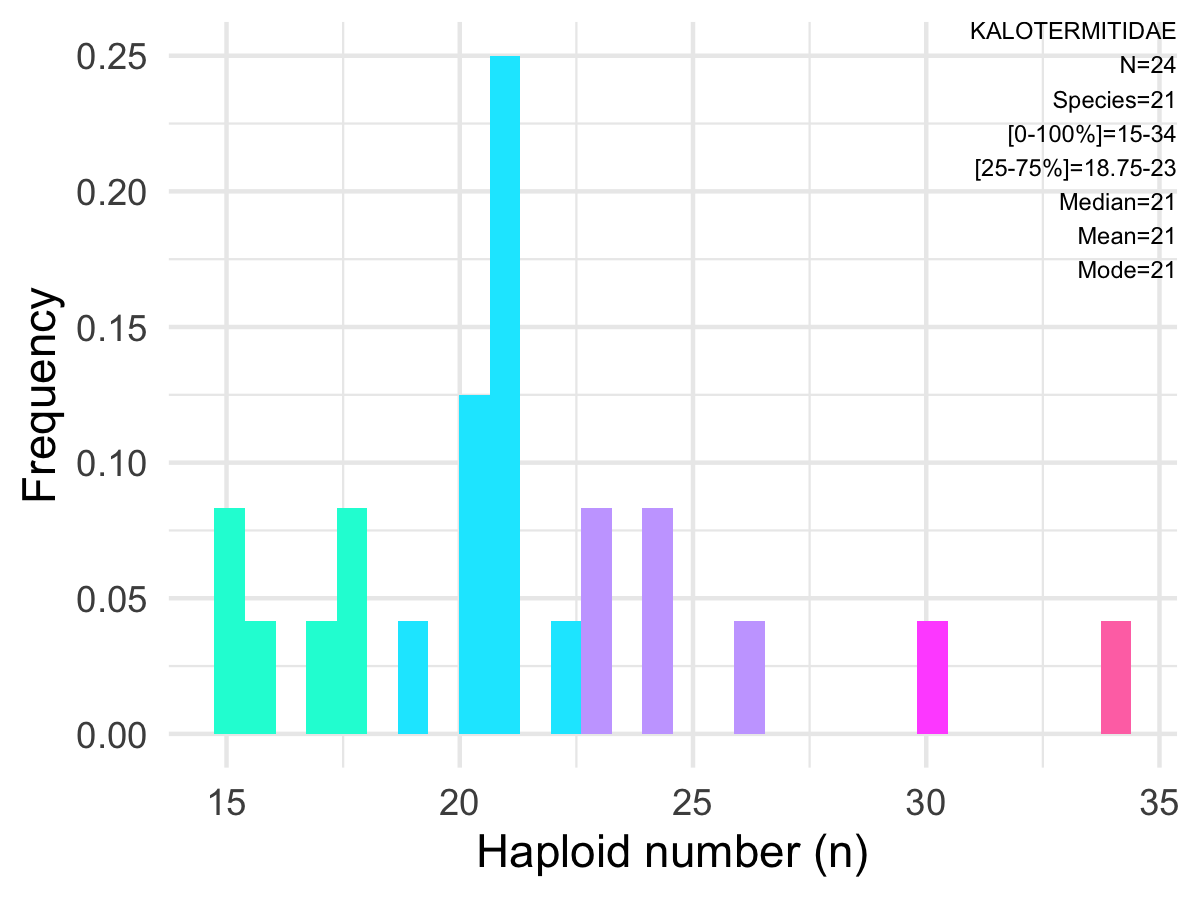 KALOTERMITIDAE
N=24
Species=21
[0-100%]=15-34
[25-75%]=18.75-23
Median=21
Mean=21
Mode=21
0.25
0.20
0.15
0.10
0.05
0.00
Frequency
15 20 25 30 35
Haploid number (n)